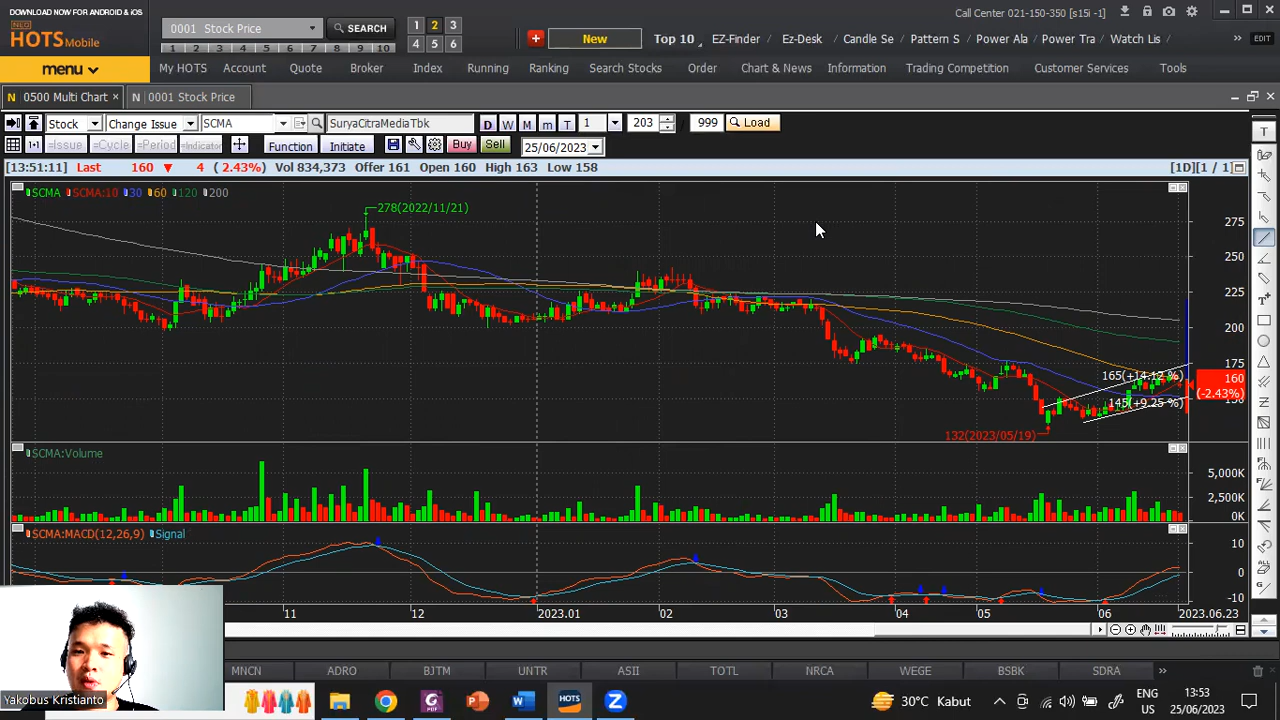 DOWNLOAD NOW FOR ANDROID & iOS
NEO
HOTS Mobile
0001 Stock Price
SEARCH
1 2 3
4 5 6
1 2 3 4 5 6 7 8 9 10
New
Top 10
EZ-Finder
Ez-Desk
Candle Se
Pattern S
Power Ala
Power Tra
Watch Lis
EDIT
Call Center 021-150-350 [s15i -1]
menu
My HOTS
Account
Quote
Broker
Index
Running
Ranking
Search Stocks
Order
Chart & News
Information
Trading Competition
Customer Services
Tools
N 0500 Multi Chart
N 0001 Stock Price
Stock
Change Issue
SCMA
SuryaCitraMediaTbk
D W M m T
1
203 / 999
Load
=Issue
=Cycle
=Period
=Indicator
Function
Initiate
Buy
Sell
25/06/2023
[13:51:11] Last 160 ▼ 4 ( 2.43%) Vol 834,373 Offer 161 Open 160 High 163 Low 158
[1D][1 / 1]
SCMA SCMA:10 30 60 120 200
278(2022/11/21)
275
250
225
200
175
165(+14.12 %)
160
(-2.43%)
145(+9.25 %)
132(2023/05/19)
SCMA:Volume
5,000K
2,500K
0K
SCMA:MACD(12,26,9) Signal
10
0
-10
11 12 2023.01 02 03 04 05 06 2023.06.23
MNCN ADRO BJTM UNTR ASII TOTL NRCA WEGE BSBK SDRA
Yakobus Kristianto
PDF
HOTS
30°C Kabut
ENG
US
13:53
25/06/2023